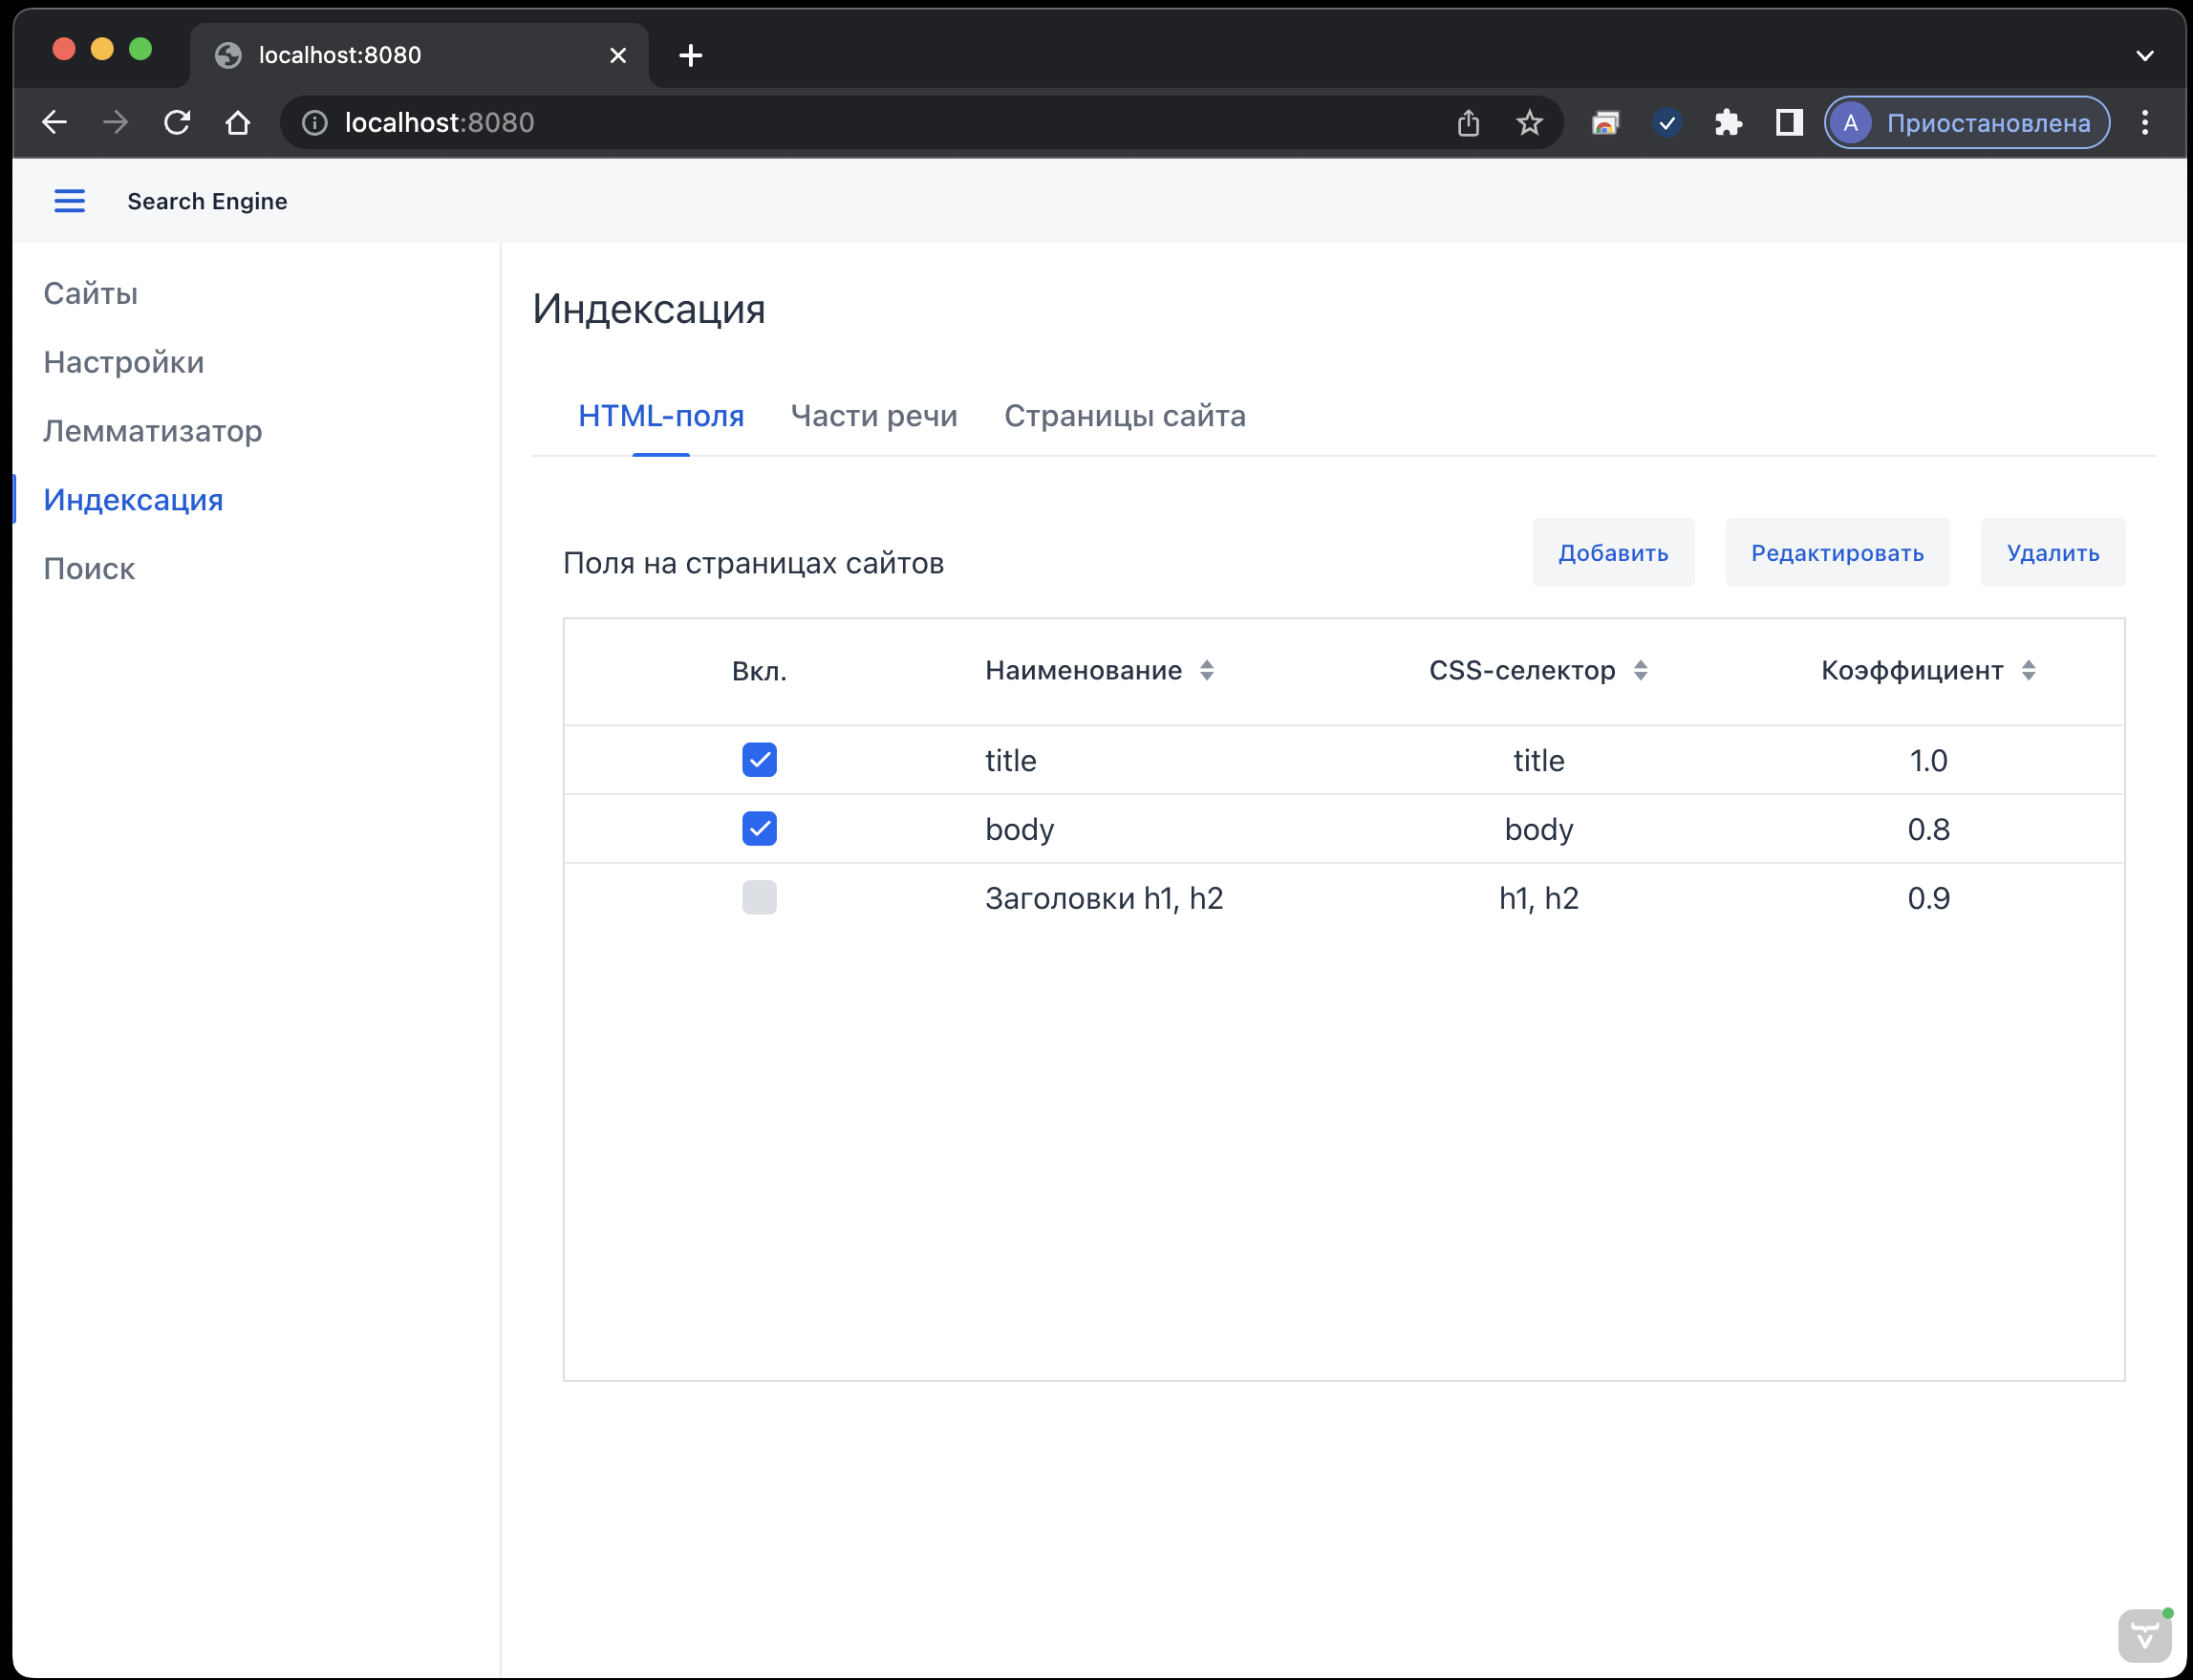 localhost:8080
localhost:8080
А Приостановлена
Search Engine
Сайты
Настройки
Лемматизатор
Индексация
Поиск
Индексация
HTML-поля Части речи Страницы сайта
Поля на страницах сайтов Добавить Редактировать Удалить
Вкл. Наименование CSS-селектор Коэффициент
title title 1.0
body body 0.8
Заголовки h1, h2 h1, h2 0.9